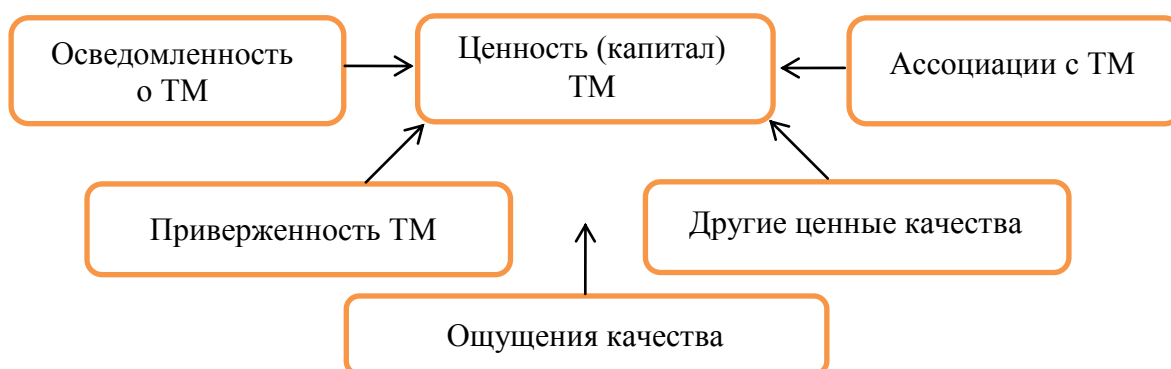 Осведомленность
о ТМ
Ценность (капитал)
ТМ
Ассоциации с ТМ
Приверженность ТМ
Другие ценные качества
Ощущения качества